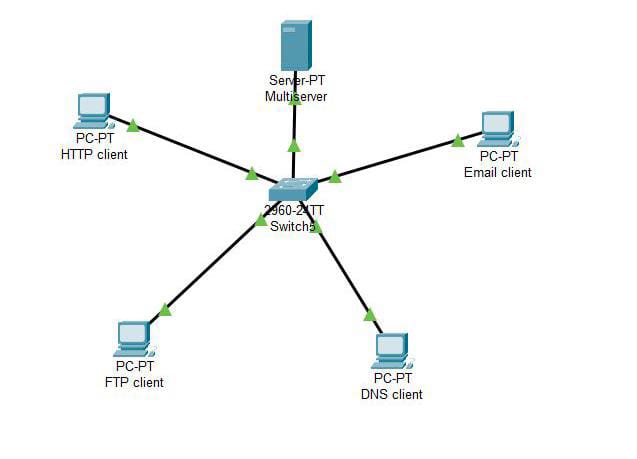 Server-PT
Multiserver
PC-PT
HTTP client
PC-PT
Email client
2960-24TT
Switch5
PC-PT
FTP client
PC-PT
DNS client